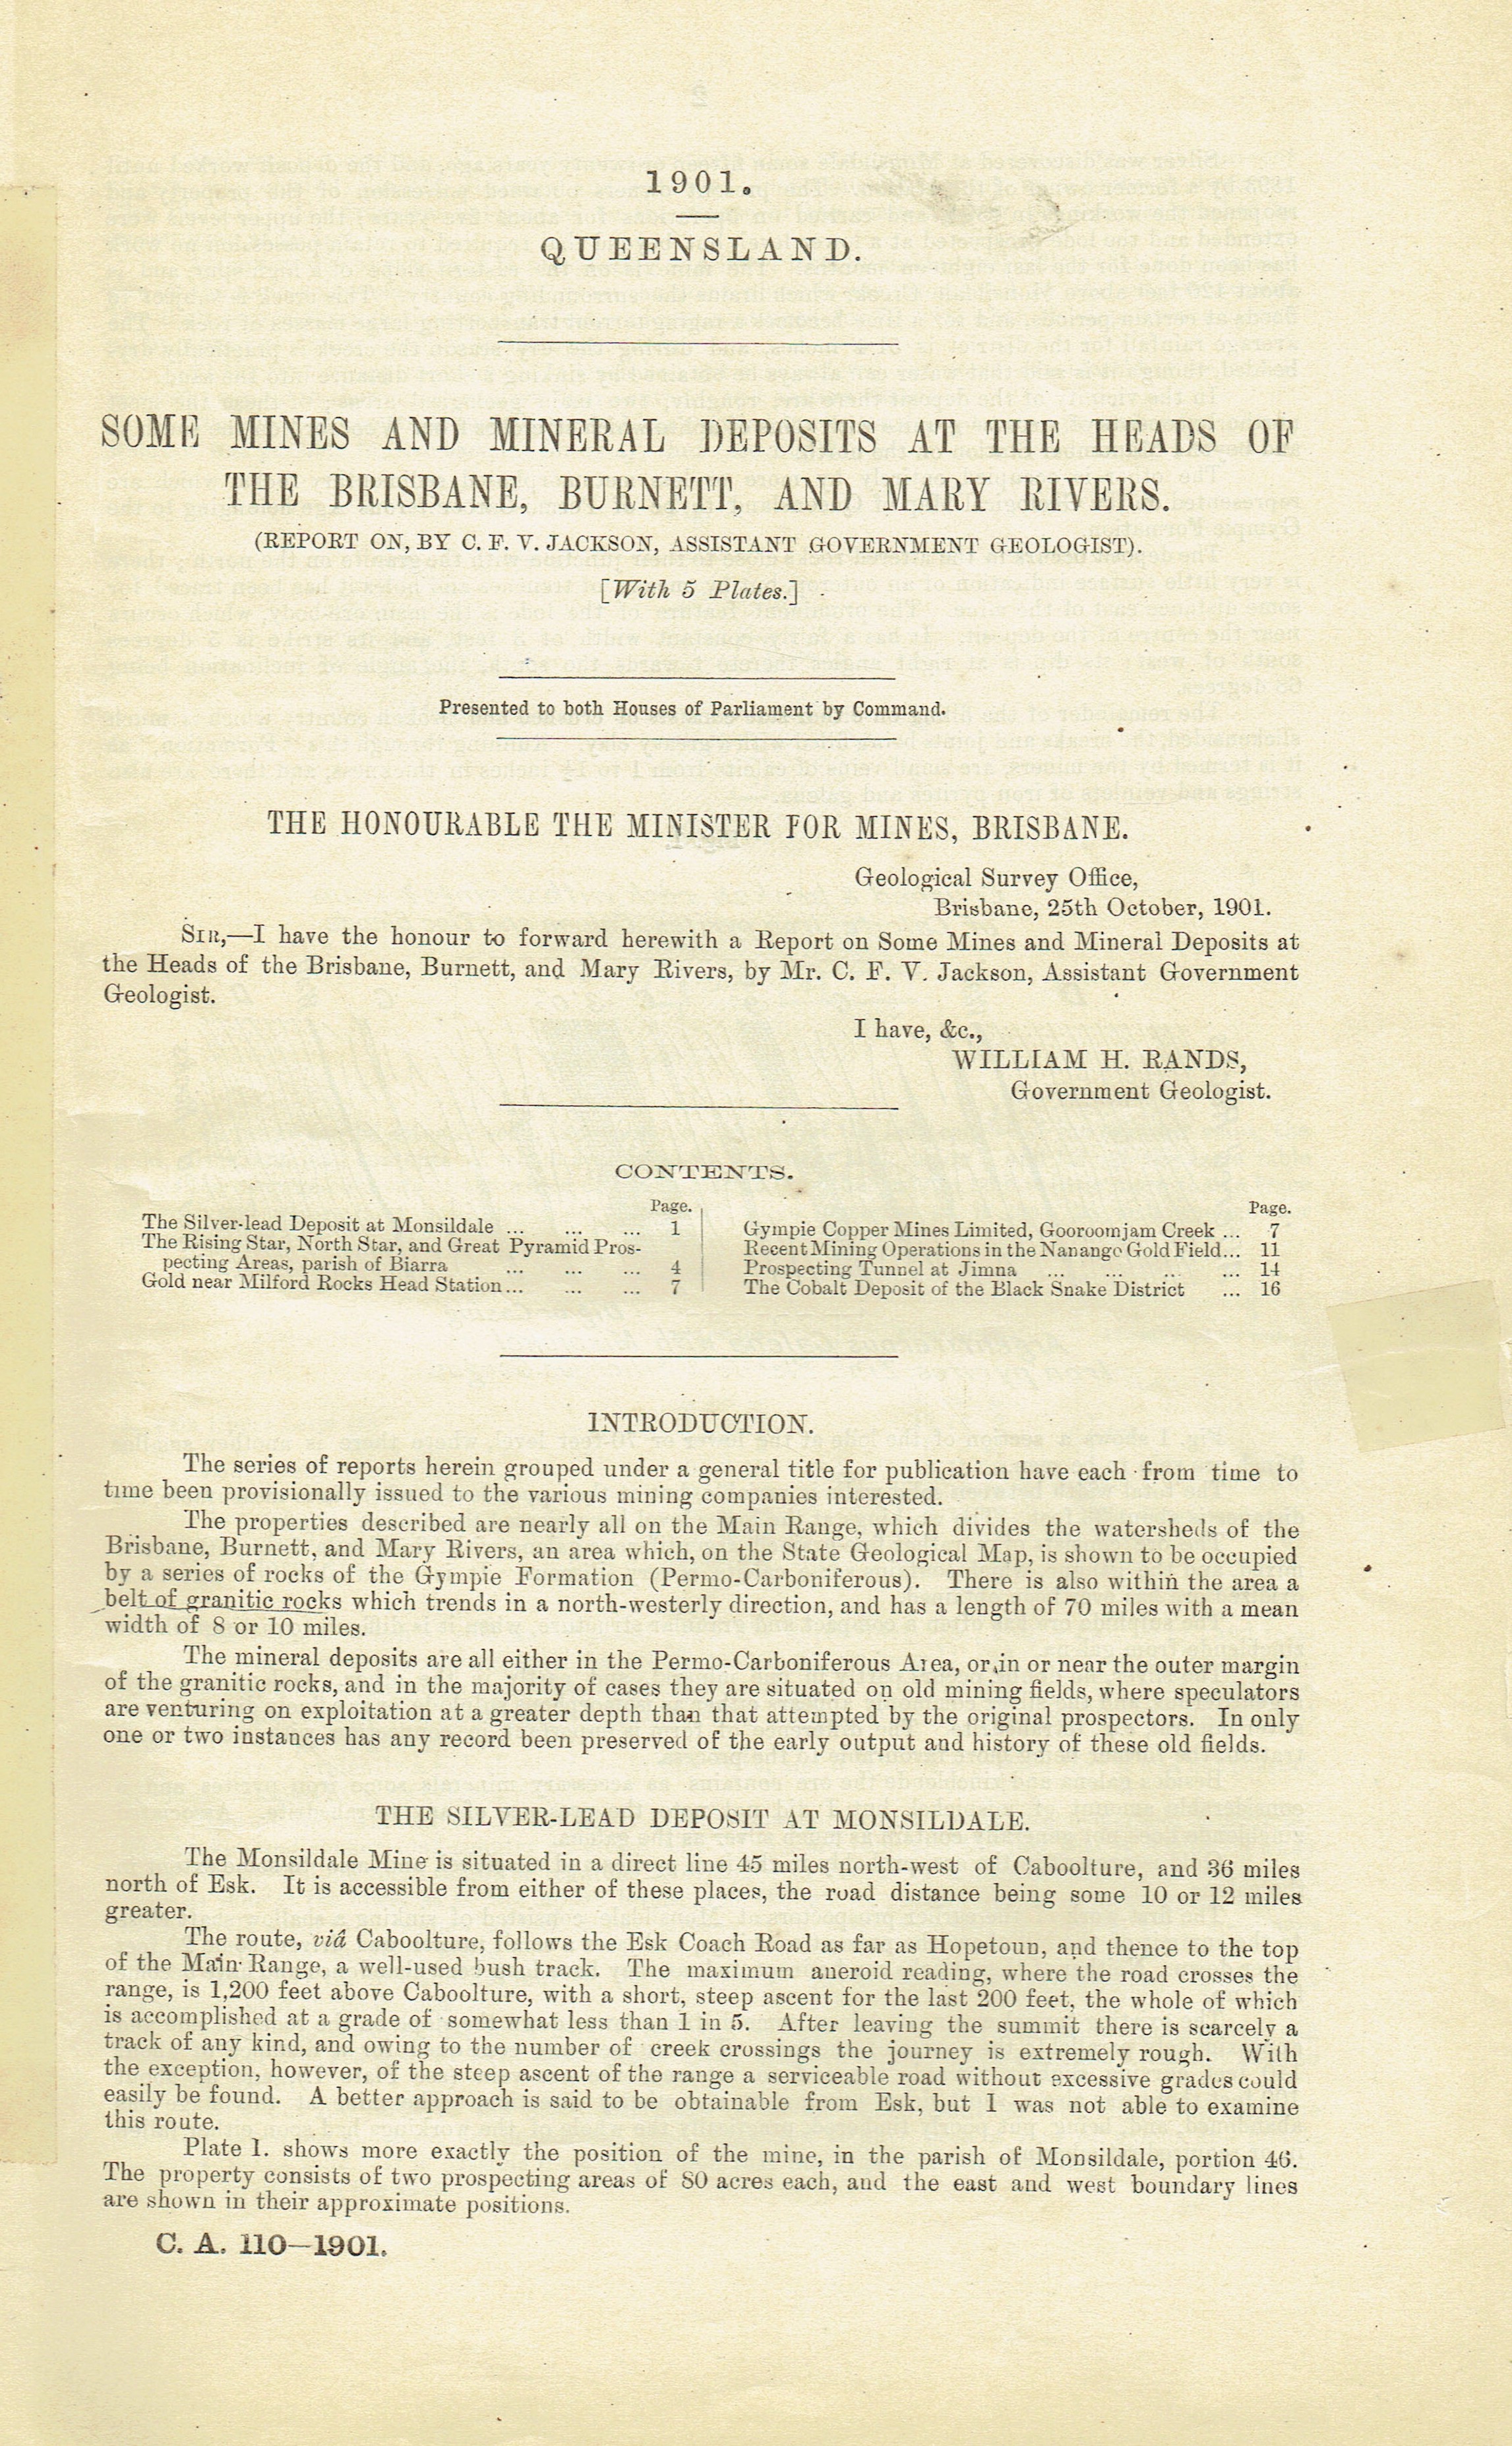 1901.
QUEENSLAND.
SOME MINES AND MINERAL DEPOSITS AT THE HEADS OF
THE BRISBANE, BURNETT, AND MARY RIVERS.
(REPORT ON, BY C. F. V. JACKSON, ASSISTANT GOVERNMENT GEOLOGIST).
[With 5 Plates.]
Presented to both Houses of Parliament by Command.
THE HONOURABLE THE MINISTER FOR MINES, BRISBANE.
Geological Survey Office,
Brisbane, 25th October, 1901.
SIR,—I have the honour to forward herewith a Report on Some Mines and Mineral Deposits at
the Heads of the Brisbane, Burnett, and Mary Rivers, by Mr. C. F. V. Jackson, Assistant Government
Geologist.
I have, &c.,
WILLIAM H. RANDS,
Government Geologist.
CONTENTS.
Page.
The Silver-lead Deposit at Monsildale ... ... ... 1
The Rising Star, North Star, and Great Pyramid Pros-
pecting Areas, parish of Biarra ... ... ... 4
Gold near Milford Rocks Head Station ... ... ... 7
Page.
Gympie Copper Mines Limited, Gooroomjam Creek ... 7
Recent Mining Operations in the Nanango Gold Field... 11
Prospecting Tunnel at Jimna ... ... ... ... 14
The Cobalt Deposit of the Black Snake District ... 16
INTRODUCTION.
The series of reports herein grouped under a general title for publication have each from time to
time been provisionally issued to the various mining companies interested.
The properties described are nearly all on the Main Range, which divides the watersheds of the
Brisbane, Burnett, and Mary Rivers, an area which, on the State Geological Map, is shown to be occupied
by a series of rocks of the Gympie Formation (Permo-Carboniferous). There is also within the area a
belt of granitic rocks which trends in a north-westerly direction, and has a length of 70 miles with a mean
width of 8 or 10 miles.
The mineral deposits are all either in the Permo-Carboniferous Area, or in or near the outer margin
of the granitic rocks, and in the majority of cases they are situated on old mining fields, where speculators
are venturing on exploitation at a greater depth than that attempted by the original prospectors. In only
one or two instances has any record been preserved of the early output and history of these old fields.
THE SILVER-LEAD DEPOSIT AT MONSILDALE.
The Monsildale Mine is situated in a direct line 45 miles north-west of Caboolture, and 36 miles
north of Esk. It is accessible from either of these places, the road distance being some 10 or 12 miles
greater.
The route, viâ Caboolture, follows the Esk Coach Road as far as Hopetoun, and thence to the top
of the Main Range, a well-used bush track. The maximum aneroid reading, where the road crosses the
range, is 1,200 feet above Caboolture, with a short, steep ascent for the last 200 feet, the whole of which
is accomplished at a grade of somewhat less than 1 in 5. After leaving the summit there is scarcely a
track of any kind, and owing to the number of creek crossings the journey is extremely rough. With
the exception, however, of the steep ascent of the range a serviceable road without excessive grades could
easily be found. A better approach is said to be obtainable from Esk, but I was not able to examine
this route.
Plate I. shows more exactly the position of the mine, in the parish of Monsildale, portion 46.
The property consists of two prospecting areas of 80 acres each, and the east and west boundary lines
are shown in their approximate positions.
C. A. 110—1901.